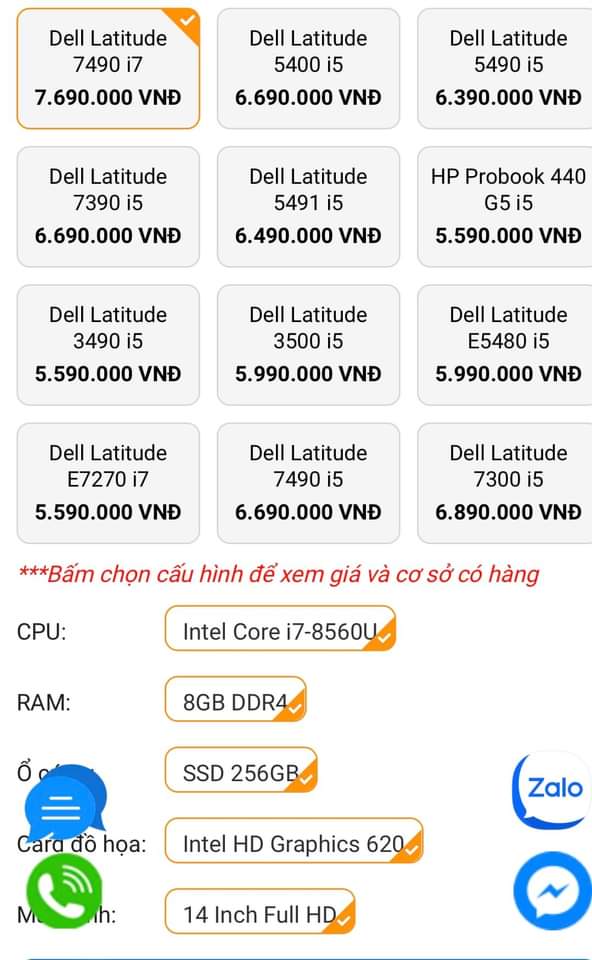 Dell Latitude
7490 i7
7.690.000 VNĐ
Dell Latitude
5400 i5
6.690.000 VNĐ
Dell Latitude
5490 i5
6.390.000 VNĐ
Dell Latitude
7390 i5
6.690.000 VNĐ
Dell Latitude
5491 i5
6.490.000 VNĐ
HP Probook 440
G5 i5
5.590.000 VNĐ
Dell Latitude
3490 i5
5.590.000 VNĐ
Dell Latitude
3500 i5
5.990.000 VNĐ
Dell Latitude
E5480 i5
5.990.000 VNĐ
Dell Latitude
E7270 i7
5.590.000 VNĐ
Dell Latitude
7490 i5
6.690.000 VNĐ
Dell Latitude
7300 i5
6.890.000 VNĐ
***Bấm chọn cấu hình để xem giá và cơ sở có hàng
CPU:
Intel Core i7-8560U
RAM:
8GB DDR4
Ổ
SSD 256GB
Zalo
Card đồ họa:
Intel HD Graphics 620
14 Inch Full HD